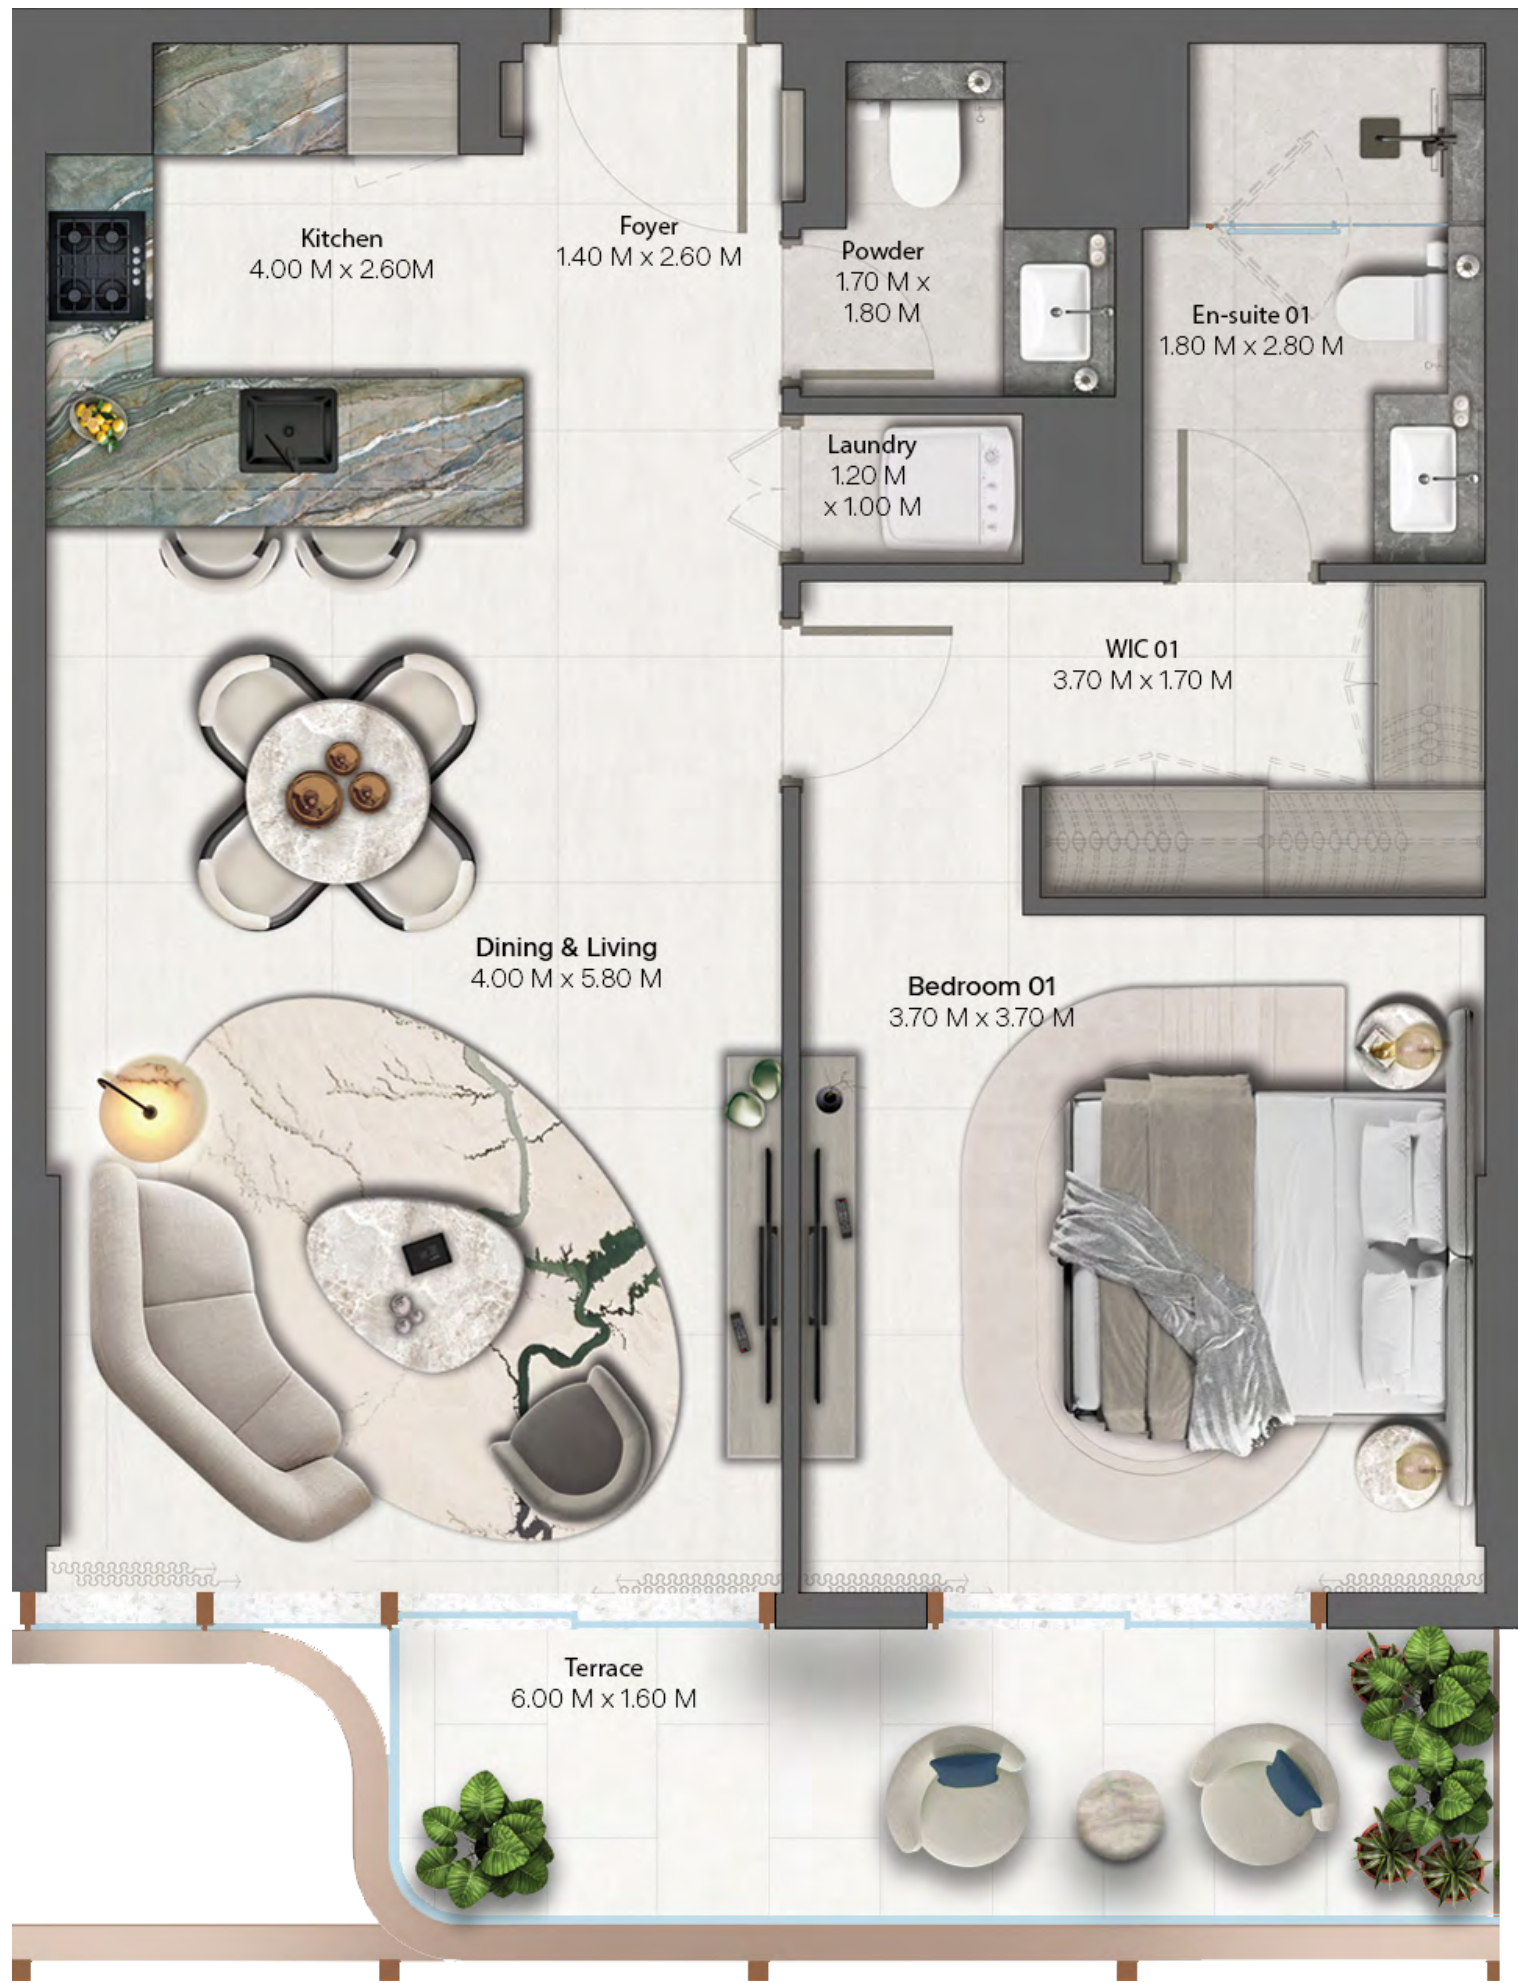 Kitchen
4.00 M x 2.60M
Foyer
1.40 M x 2.60 M
Powder
1.70 M x
1.80 M
En-suite 01
1.80 M x 2.80 M
Laundry
1.20 M
x 1.00 M
WIC 01
3.70 M x 1.70 M
Dining & Living
4.00 M x 5.80 M
Bedroom 01
3.70 M x 3.70 M
Terrace
6.00 M x 1.60 M